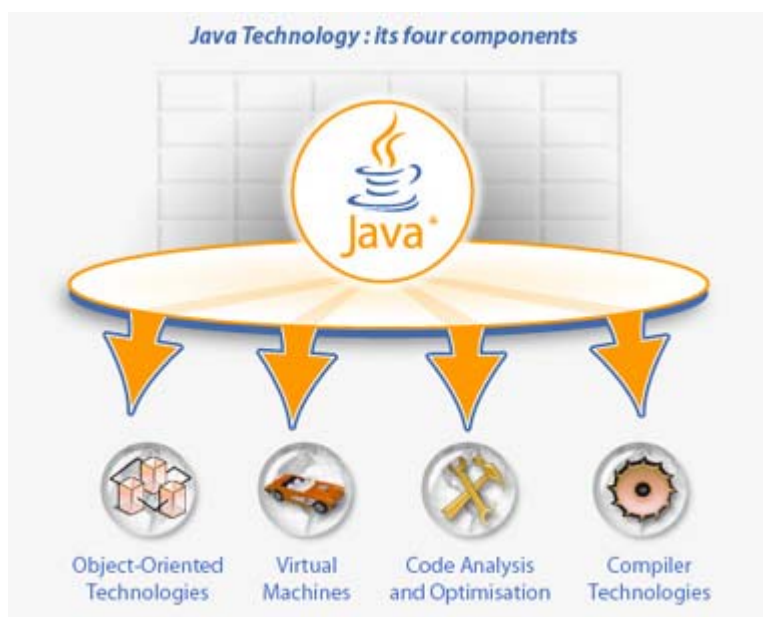 Java Technology : its four components
Java
Object-Oriented
Technologies
Virtual
Machines
Code Analysis
and Optimisation
Compiler
Technologies